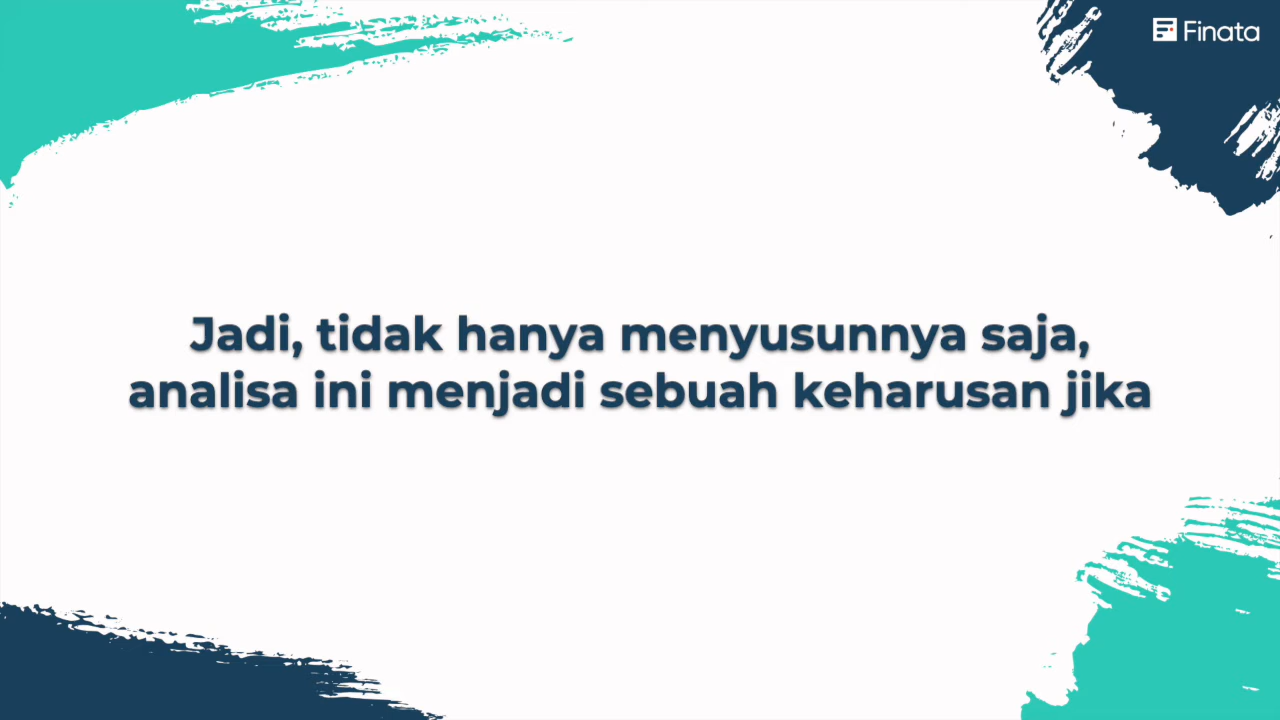 Finata
Jadi, tidak hanya menyusunnya saja,
analisa ini menjadi sebuah keharusan jika